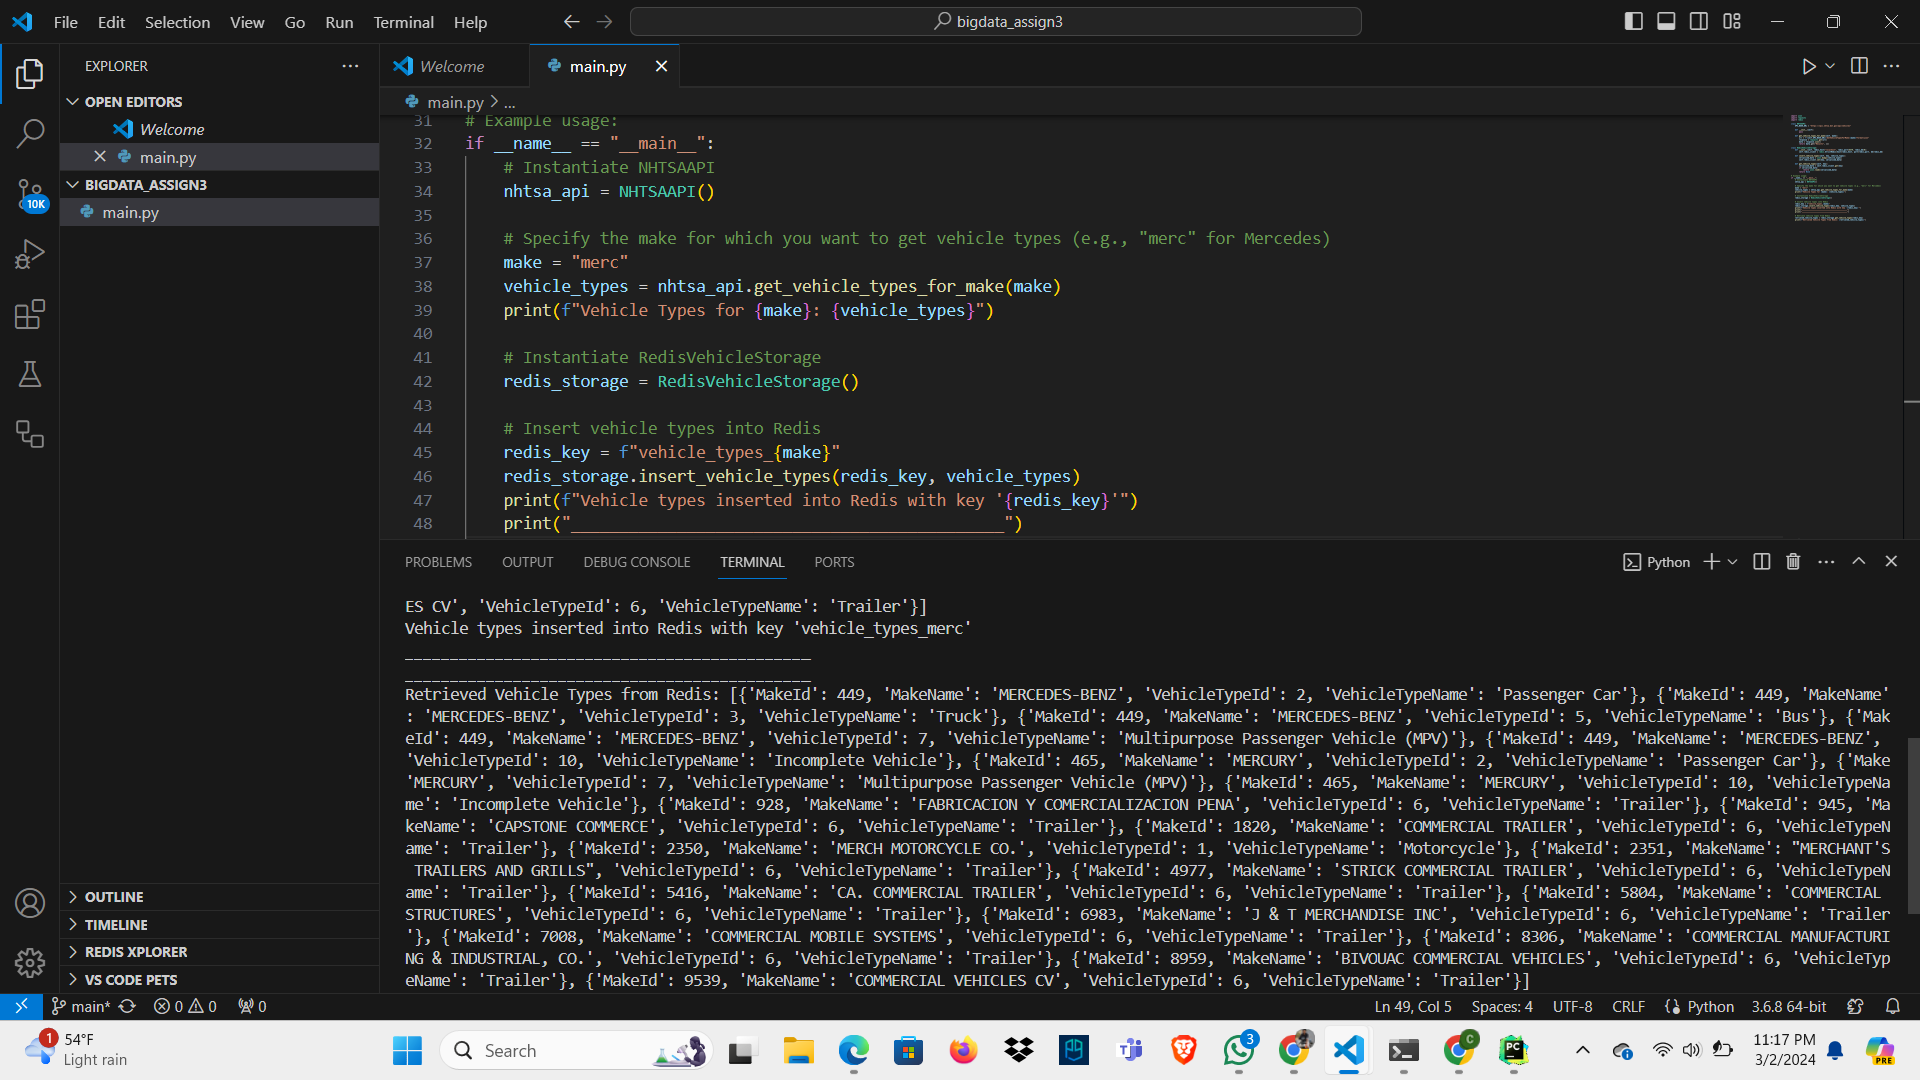 File Edit Selection View Go Run Terminal Help
bigdata_assign3
EXPLORER
OPEN EDITORS
Welcome
main.py
BIGDATA_ASSIGN3
main.py
10K
OUTLINE
TIMELINE
REDIS XPLORER
VS CODE PETS
Welcome
main.py
main.py > ...
31 # Example usage:
32 if __name__ == "__main__":
33 # Instantiate NHTSAAPI
34 nhtsa_api = NHTSAAPI()
35
36 # Specify the make for which you want to get vehicle types (e.g., "merc" for Mercedes)
37 make = "merc"
38 vehicle_types = nhtsa_api.get_vehicle_types_for_make(make)
39 print(f"Vehicle Types for {make}: {vehicle_types}")
40
41 # Instantiate RedisVehicleStorage
42 redis_storage = RedisVehicleStorage()
43
44 # Insert vehicle types into Redis
45 redis_key = f"vehicle_types_{make}"
46 redis_storage.insert_vehicle_types(redis_key, vehicle_types)
47 print(f"Vehicle types inserted into Redis with key '{redis_key}'")
48 print("_____________________________________________")
PROBLEMS OUTPUT DEBUG CONSOLE TERMINAL PORTS
Python
ES CV', 'VehicleTypeId': 6, 'VehicleTypeName': 'Trailer'}]
Vehicle types inserted into Redis with key 'vehicle_types_merc'
_____________________________________________
_____________________________________________
Retrieved Vehicle Types from Redis: [{'MakeId': 449, 'MakeName': 'MERCEDES-BENZ', 'VehicleTypeId': 2, 'VehicleTypeName': 'Passenger Car'}, {'MakeId': 449, 'MakeName'
: 'MERCEDES-BENZ', 'VehicleTypeId': 3, 'VehicleTypeName': 'Truck'}, {'MakeId': 449, 'MakeName': 'MERCEDES-BENZ', 'VehicleTypeId': 5, 'VehicleTypeName': 'Bus'}, {'Mak
eId': 449, 'MakeName': 'MERCEDES-BENZ', 'VehicleTypeId': 7, 'VehicleTypeName': 'Multipurpose Passenger Vehicle (MPV)'}, {'MakeId': 449, 'MakeName': 'MERCEDES-BENZ',
'VehicleTypeId': 10, 'VehicleTypeName': 'Incomplete Vehicle'}, {'MakeId': 465, 'MakeName': 'MERCURY', 'VehicleTypeId': 2, 'VehicleTypeName': 'Passenger Car'}, {'Make
'MERCURY', 'VehicleTypeId': 7, 'VehicleTypeName': 'Multipurpose Passenger Vehicle (MPV)'}, {'MakeId': 465, 'MakeName': 'MERCURY', 'VehicleTypeId': 10, 'VehicleTypeNa
me': 'Incomplete Vehicle'}, {'MakeId': 928, 'MakeName': 'FABRICACION Y COMERCIALIZACION PENA', 'VehicleTypeId': 6, 'VehicleTypeName': 'Trailer'}, {'MakeId': 945, 'Ma
keName': 'CAPSTONE COMMERCE', 'VehicleTypeId': 6, 'VehicleTypeName': 'Trailer'}, {'MakeId': 1820, 'MakeName': 'COMMERCIAL TRAILER', 'VehicleTypeId': 6, 'VehicleTypeN
ame': 'Trailer'}, {'MakeId': 2350, 'MakeName': 'MERCH MOTORCYCLE CO.', 'VehicleTypeId': 1, 'VehicleTypeName': 'Motorcycle'}, {'MakeId': 2351, 'MakeName': "MERCHANT'S
TRAILERS AND GRILLS", 'VehicleTypeId': 6, 'VehicleTypeName': 'Trailer'}, {'MakeId': 4977, 'MakeName': 'STRICK COMMERCIAL TRAILER', 'VehicleTypeId': 6, 'VehicleTypeN
ame': 'Trailer'}, {'MakeId': 5416, 'MakeName': 'CA. COMMERCIAL TRAILER', 'VehicleTypeId': 6, 'VehicleTypeName': 'Trailer'}, {'MakeId': 5804, 'MakeName': 'COMMERCIAL
STRUCTURES', 'VehicleTypeId': 6, 'VehicleTypeName': 'Trailer'}, {'MakeId': 6983, 'MakeName': 'J & T MERCHANDISE INC', 'VehicleTypeId': 6, 'VehicleTypeName': 'Trailer
'}, {'MakeId': 7008, 'MakeName': 'COMMERCIAL MOBILE SYSTEMS', 'VehicleTypeId': 6, 'VehicleTypeName': 'Trailer'}, {'MakeId': 8306, 'MakeName': 'COMMERCIAL MANUFACTURI
NG & INDUSTRIAL, CO.', 'VehicleTypeId': 6, 'VehicleTypeName': 'Trailer'}, {'MakeId': 8959, 'MakeName': 'BIVOUAC COMMERCIAL VEHICLES', 'VehicleTypeId': 6, 'VehicleTyp
eName': 'Trailer'}, {'MakeId': 9539, 'MakeName': 'COMMERCIAL VEHICLES CV', 'VehicleTypeId': 6, 'VehicleTypeName': 'Trailer'}]
main* 0 0 0 Ln 49, Col 5 Spaces: 4 UTF-8 CRLF Python 3.6.8 64-bit
1 54°F
Light rain
Search
3
C
PC
11:17 PM
3/2/2024
PRE